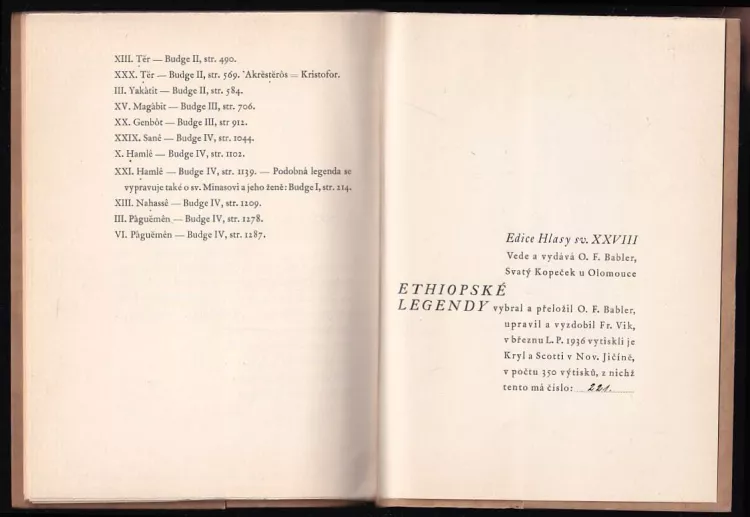 XIII. Têr — Budge II, str. 490.
XXX. Têr — Budge II, str. 569. 'Akrêstêrôs = Kristofor.
III. Yakâtît — Budge II, str. 584.
XV. Magâbît — Budge III, str. 706.
XX. Genbôt — Budge III, str 912.
XXIX. Sanê — Budge IV, str. 1044.
X. Ḥamlê — Budge IV, str. 1102.
XXI. Ḥamlê — Budge IV, str. 1139. — Podobná legenda se
vypravuje také o sv. Minasovi a jeho ženě: Budge I, str. 214.
XIII. Naḥassê — Budge IV, str. 1209.
III. Pâguĕmên — Budge IV, str. 1278.
VI. Pâguĕmên — Budge IV, str. 1287.
Edice Hlasy sv. XXVIII
Vede a vydává O. F. Babler,
Svatý Kopeček u Olomouce
ETHIOPSKÉ
LEGENDY vybral a přeložil O. F. Babler,
upravil a vyzdobil Fr. Vik,
v březnu L. P. 1936 vytiskli je
Kryl a Scotti v Nov. Jičíně,
v počtu 350 výtisků, z nichž
tento má číslo: 221.